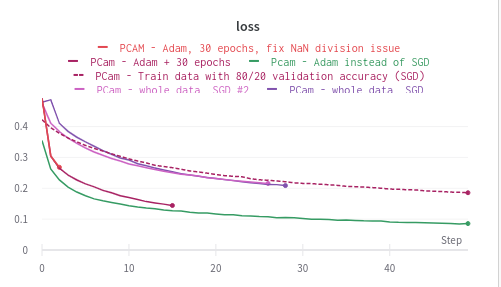 loss
PCAM - Adam, 30 epochs, fix NaN division issue
PCam - Adam + 30 epochs Pcam - Adam instead of SGD
PCam - Train data with 80/20 validation accuracy (SGD)
PCam - whole data, SGD #2 PCam - whole data, SGD
0.4
0.3
0.2
0.1
0
Step
0 10 20 30 40